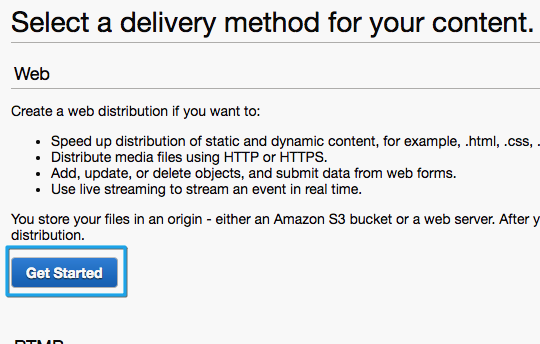 Select a delivery method for your content.
Web
Create a web distribution if you want to:
• Speed up distribution of static and dynamic content, for example, .html, .css, .
• Distribute media files using HTTP or HTTPS.
• Add, update, or delete objects, and submit data from web forms.
• Use live streaming to stream an event in real time.
You store your files in an origin - either an Amazon S3 bucket or a web server. After y
distribution.
Get Started
RTMP